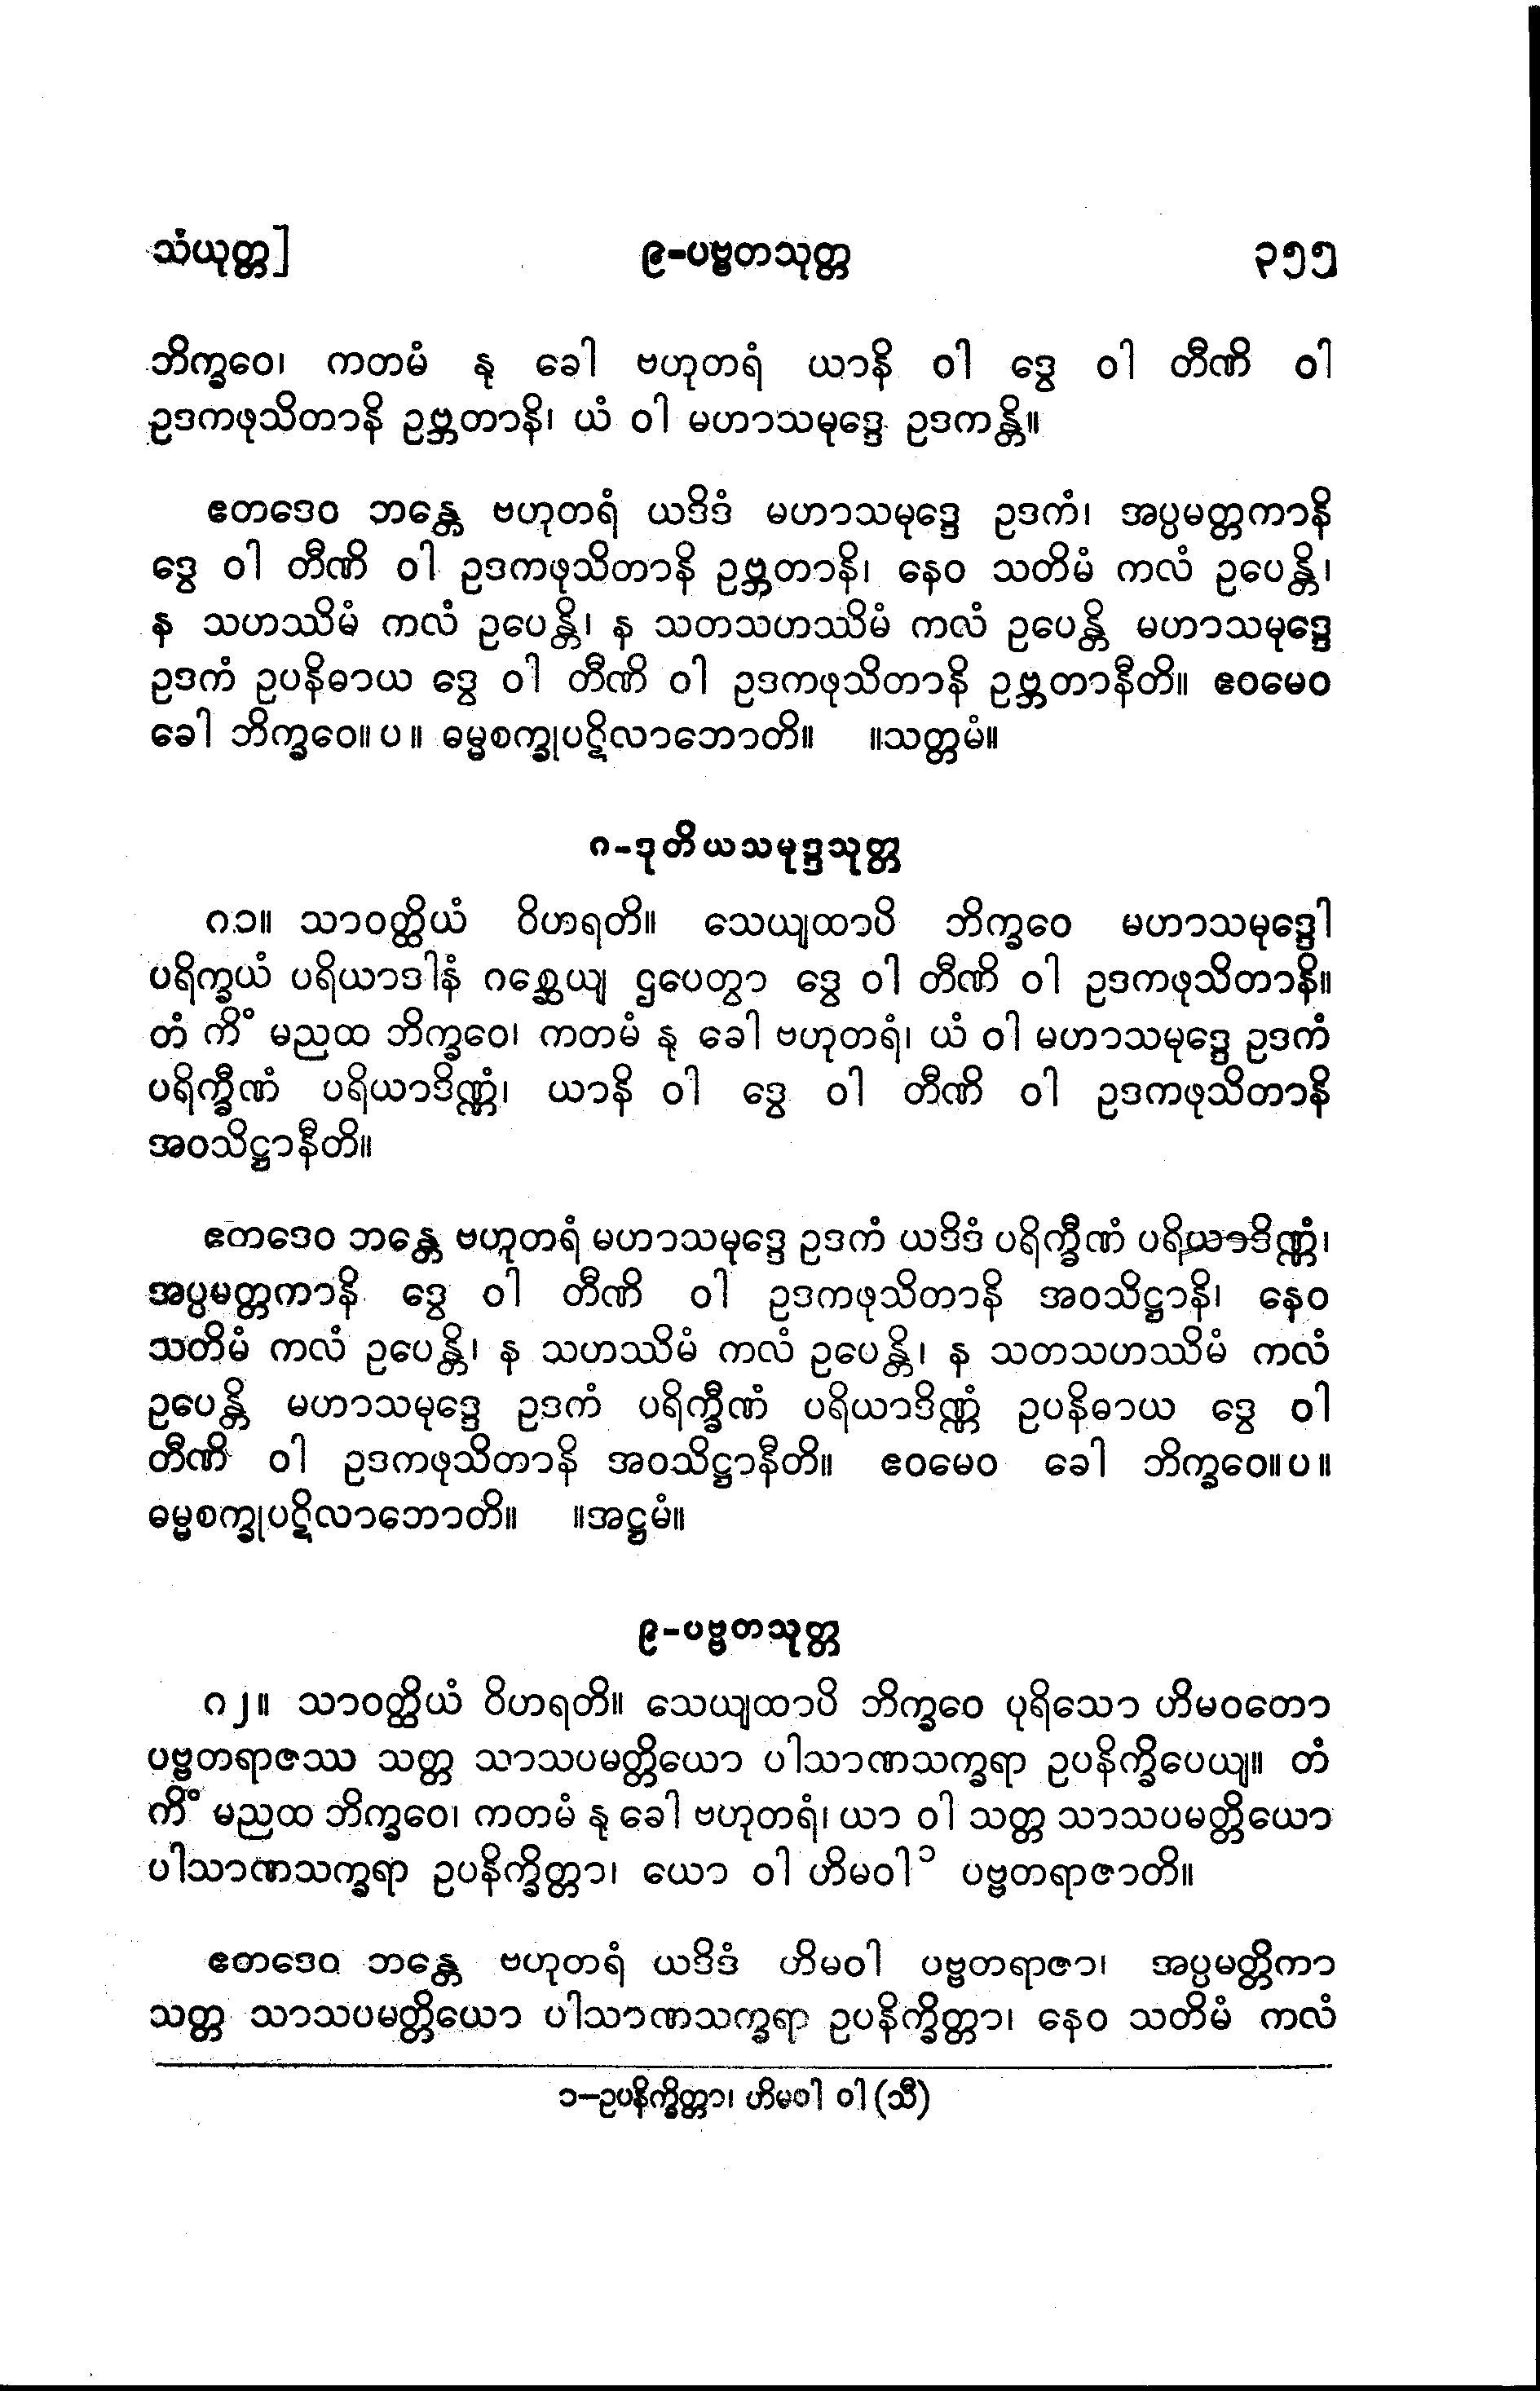 သံယုတ္တ] ၉-ပဗ္ဗတသုတ္တ ၃၅၅
ဘိက္ခဝေ၊ ကတမံ နု ခေါ ဗဟုတရံ ယာနိ ဝါ ဒွေ ဝါ တီဏိ ဝါ
ဥဒကဖုသိတာနိ ဥဗ္ဘတာနိ၊ ယံ ဝါ မဟာသမုဒ္ဒေ ဥဒကန္တိ။
ဧတဒေဝ ဘန္တေ ဗဟုတရံ ယဒိဒံ မဟာသမုဒ္ဒေ ဥဒကံ၊ အပ္ပမတ္တကာနိ
ဒွေ ဝါ တီဏိ ဝါ ဥဒကဖုသိတာနိ ဥဗ္ဘတာနိ၊ နေဝ သတိမံ ကလံ ဥပေန္တိ၊
န သဟဿိမံ ကလံ ဥပေန္တိ၊ န သတသဟဿိမံ ကလံ ဥပေန္တိ မဟာသမုဒ္ဒေ
ဥဒကံ ဥပနိဓာယ ဒွေ ဝါ တီဏိ ဝါ ဥဒကဖုသိတာနိ ဥဗ္ဘတာနီတိ။ ဧဝမေဝ
ခေါ ဘိက္ခဝေ။ပ။ ဓမ္မစက္ခုပဋိလာဘောတိ။ ။သတ္တမံ။
၈-ဒုတိယသမုဒ္ဒသုတ္တ
၈၁။ သာဝတ္ထိယံ ဝိဟရတိ။ သေယျထာပိ ဘိက္ခဝေ မဟာသမုဒ္ဒေါ
ပရိက္ခယံ ပရိယာဒါနံ ဂစ္ဆေယျ ဌပေတွာ ဒွေ ဝါ တီဏိ ဝါ ဥဒကဖုသိတာနိ။
တံ ကိံ မညထ ဘိက္ခဝေ၊ ကတမံ နု ခေါ ဗဟုတရံ၊ ယံ ဝါ မဟာသမုဒ္ဒေ ဥဒကံ
ပရိက္ခီဏံ ပရိယာဒိဏ္ဏံ၊ ယာနိ ဝါ ဒွေ ဝါ တီဏိ ဝါ ဥဒကဖုသိတာနိ
အဝသိဋ္ဌာနီတိ။
ဧတဒေဝ ဘန္တေ ဗဟုတရံ မဟာသမုဒ္ဒေ ဥဒကံ ယဒိဒံ ပရိက္ခီဏံ ပရိယာဒိဏ္ဏံ၊
အပ္ပမတ္တကာနိ ဒွေ ဝါ တီဏိ ဝါ ဥဒကဖုသိတာနိ အဝသိဋ္ဌာနိ၊ နေဝ
သတိမံ ကလံ ဥပေန္တိ၊ န သဟဿိမံ ကလံ ဥပေန္တိ၊ န သတသဟဿိမံ ကလံ
ဥပေန္တိ မဟာသမုဒ္ဒေ ဥဒကံ ပရိက္ခီဏံ ပရိယာဒိဏ္ဏံ ဥပနိဓာယ ဒွေ ဝါ
တီဏိ ဝါ ဥဒကဖုသိတာနိ အဝသိဋ္ဌာနီတိ။ ဧဝမေဝ ခေါ ဘိက္ခဝေ။ပ။
ဓမ္မစက္ခုပဋိလာဘောတိ။ ။အဋ္ဌမံ။
၉-ပဗ္ဗတသုတ္တ
၈၂။ သာဝတ္ထိယံ ဝိဟရတိ။ သေယျထာပိ ဘိက္ခဝေ ပုရိသော ဟိမဝတော
ပဗ္ဗတရာဇဿ သတ္တ သာသပမတ္တိယော ပါသာဏသက္ခရာ ဥပနိက္ခိပေယျ။ တံ
ကိံ မညထ ဘိက္ခဝေ၊ ကတမံ နု ခေါ ဗဟုတရံ၊ ယာ ဝါ သတ္တ သာသပမတ္တိယော
ပါသာဏသက္ခရာ ဥပနိက္ခိတ္တာ၊ ယော ဝါ ဟိမဝါ ၁ ပဗ္ဗတရာဇာတိ။
ဧတဒေဝ ဘန္တေ ဗဟုတရံ ယဒိဒံ ဟိမဝါ ပဗ္ဗတရာဇာ၊ အပ္ပမတ္တိကာ
သတ္တ သာသပမတ္တိယော ပါသာဏသက္ခရာ ဥပနိက္ခိတ္တာ၊ နေဝ သတိမံ ကလံ
၁-ဥပနိက္ခိတ္တာ၊ ဟိမဝါ ဝါ (သီ)